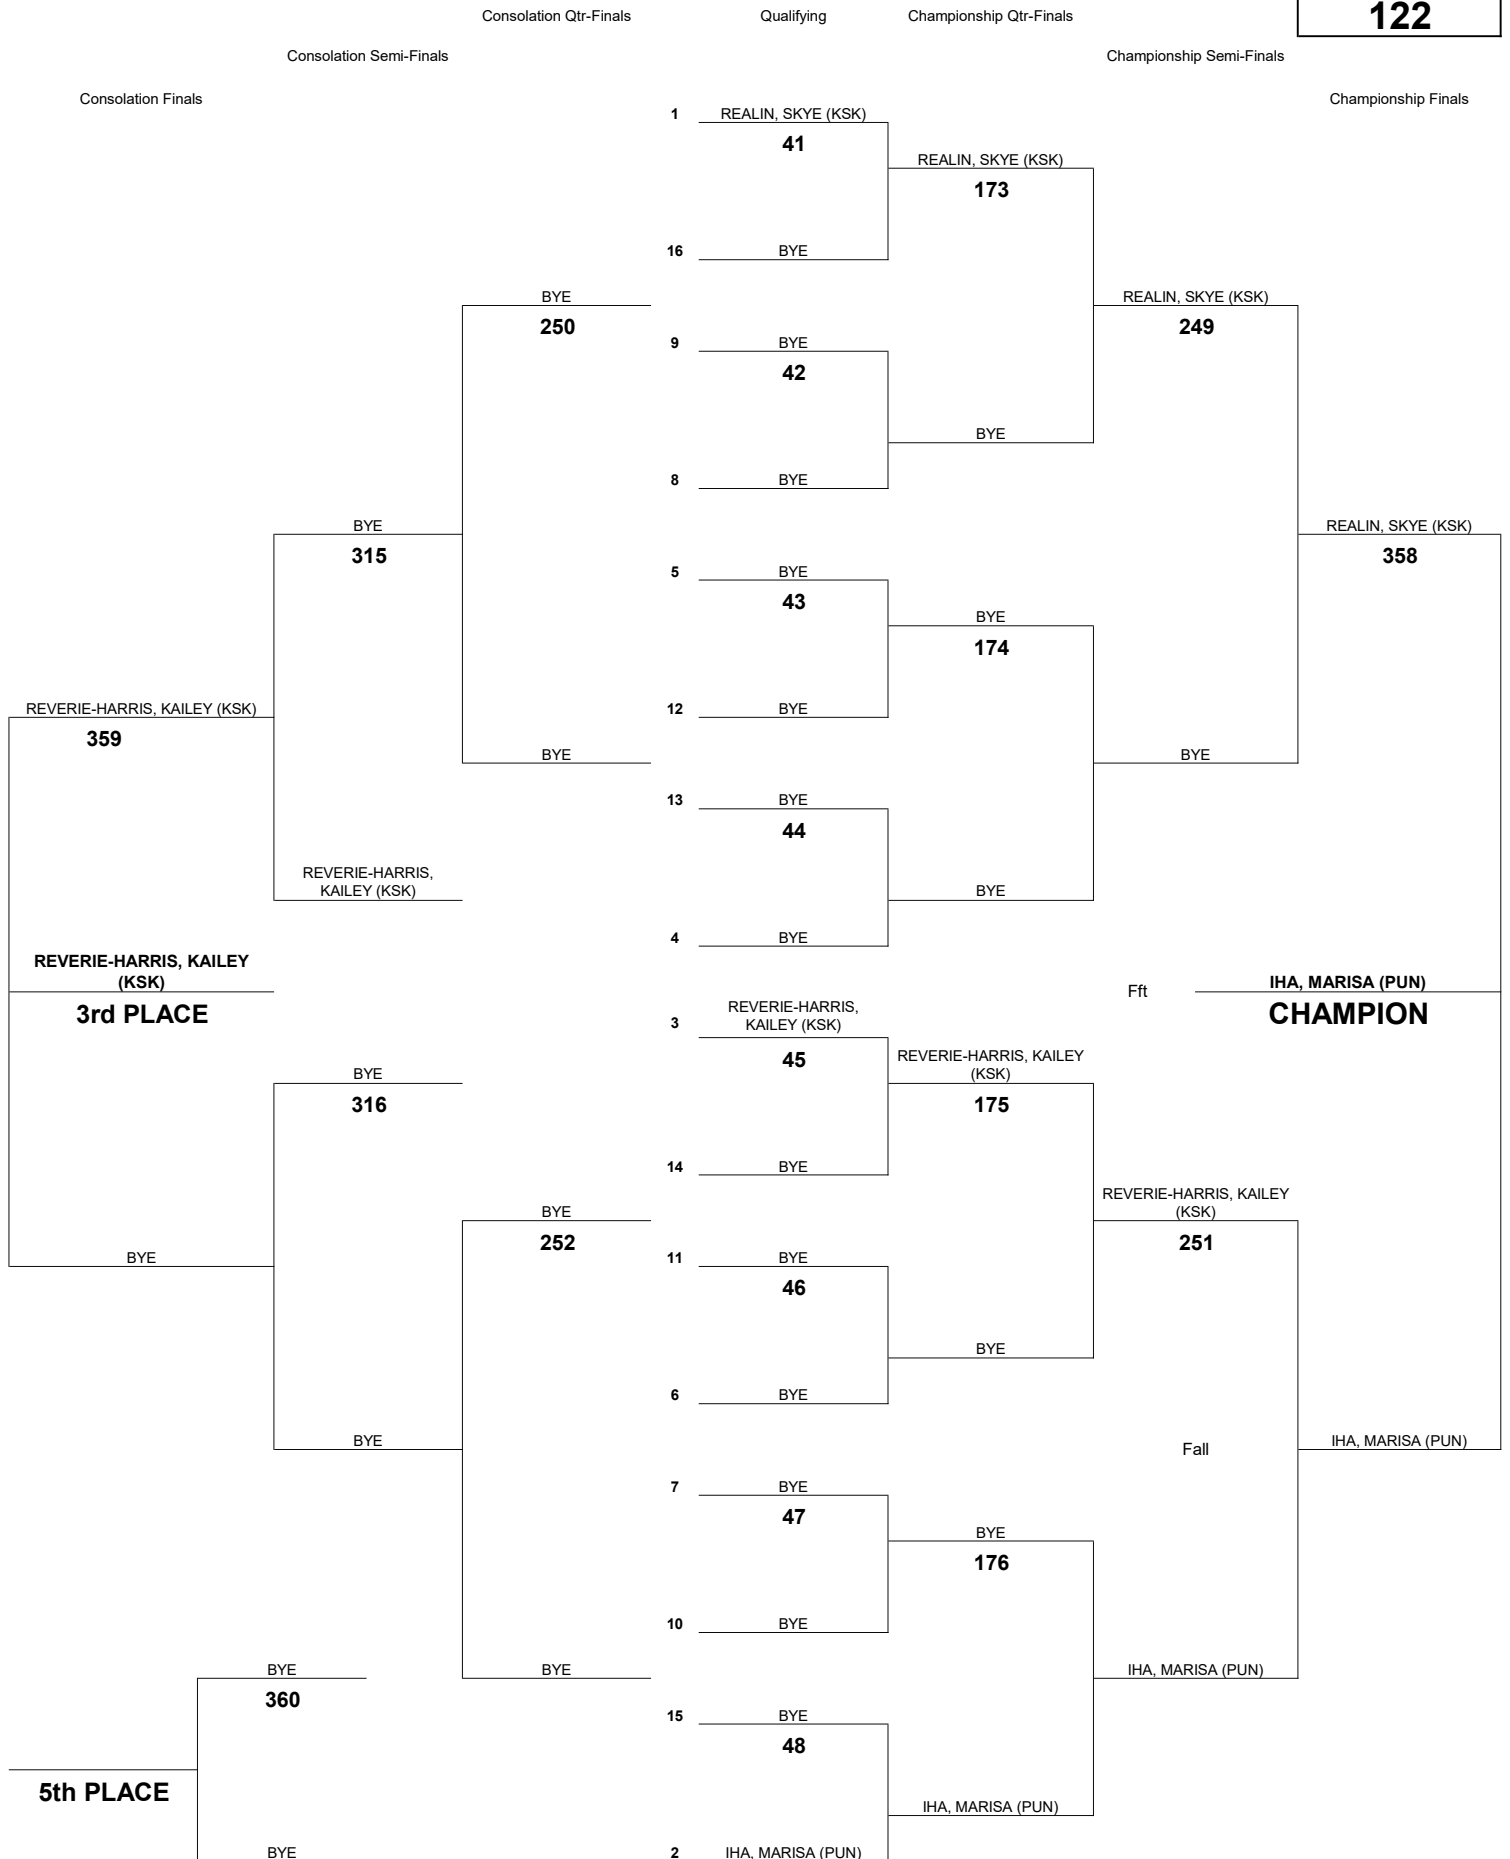 Consolation Qtr-Finals Qualifying Championship Qtr-Finals 122
Consolation Semi-Finals Championship Semi-Finals
Consolation Finals Championship Finals
1 REALIN, SKYE (KSK)
41
REALIN, SKYE (KSK)
173
16 BYE
BYE REALIN, SKYE (KSK)
250 249
9 BYE
42
BYE
8 BYE
BYE REALIN, SKYE (KSK)
315 358
5 BYE
43
BYE
174
REVERIE-HARRIS, KAILEY (KSK) 12 BYE
359
BYE BYE
13 BYE
44
REVERIE-HARRIS,
KAILEY (KSK) BYE
4 BYE
REVERIE-HARRIS, KAILEY
(KSK) Fft IHA, MARISA (PUN)
3rd PLACE CHAMPION
3 REVERIE-HARRIS,
KAILEY (KSK)
45
REVERIE-HARRIS, KAILEY
(KSK)
BYE
316 175
14 BYE
REVERIE-HARRIS, KAILEY
(KSK)
BYE
252 251
BYE 11 BYE
46
BYE
6 BYE
BYE Fall IHA, MARISA (PUN)
7 BYE
47
BYE
176
10 BYE
BYE BYE IHA, MARISA (PUN)
360
15 BYE
48
5th PLACE
IHA, MARISA (PUN)
BYE 2 IHA, MARISA (PUN)